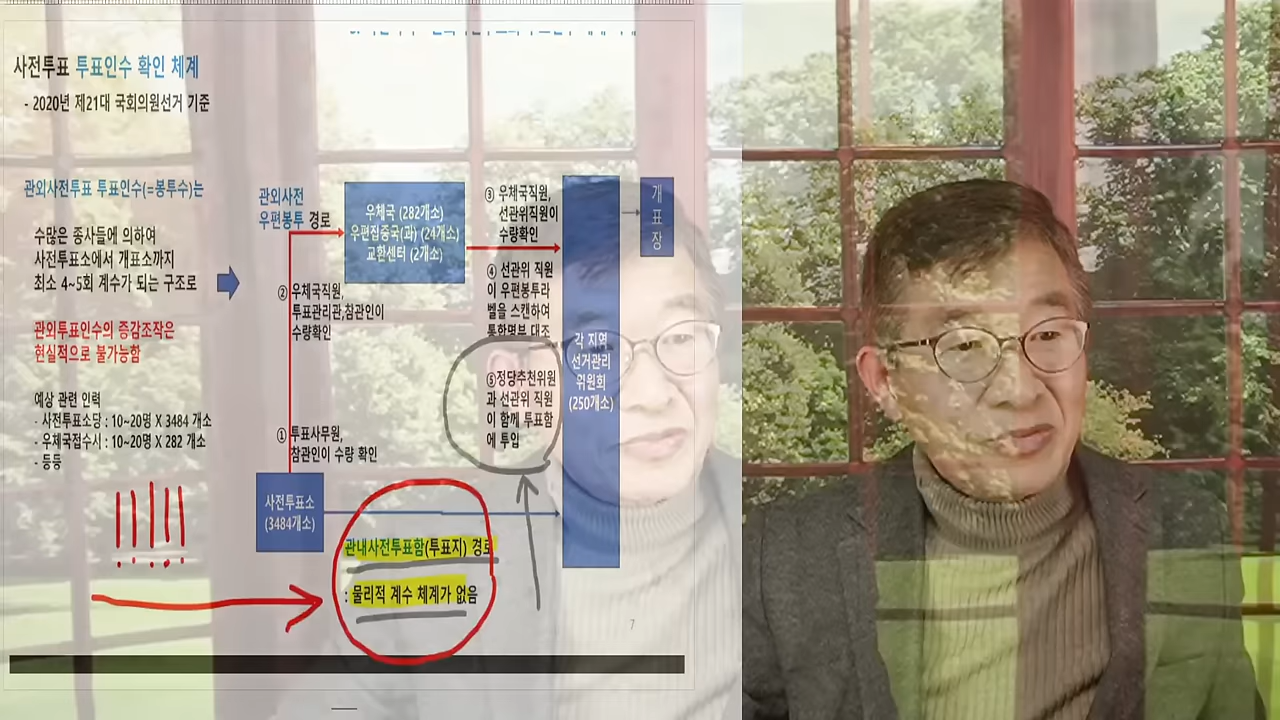 사전투표 투표인수 확인 체계
- 2020년 제21대 국회의원선거 기준
관외사전투표 투표인수(=봉투수)는
수많은 종사들에 의하여
사전투표소에서 개표소까지
최소 4~5회 계수가 되는 구조로
관외투표인수의 증감조작은
현실적으로 불가능함
예상 관련 인력
- 사전투표소당 : 10~20명 X 3484 개소
- 우체국접수서 : 10~20명 X 282 개소
- 등등
관외사전
우편봉투 경로
우체국 (282개소)
우편집중국(과) (24개소)
교환센터 (2개소)
② 우체국직원,
투표관리관,참관인이
수량확인
① 투표사무원,
참관인이 수량 확인
사전투표소
(3484개소)
③ 우체국직원,
선관위직원이
수량확인
④ 선관위 직원
이 우편봉투라
벨을 스캔하여
통합명부 대조
⑤정당추천위원
과 선관위 직원
이 함께 투표함
에 투입
각 지역
선거관리
위원회
(250개소)
개
표
장
관내사전투표함(투표지) 경로
: 물리적 계수 체계가 없음
7